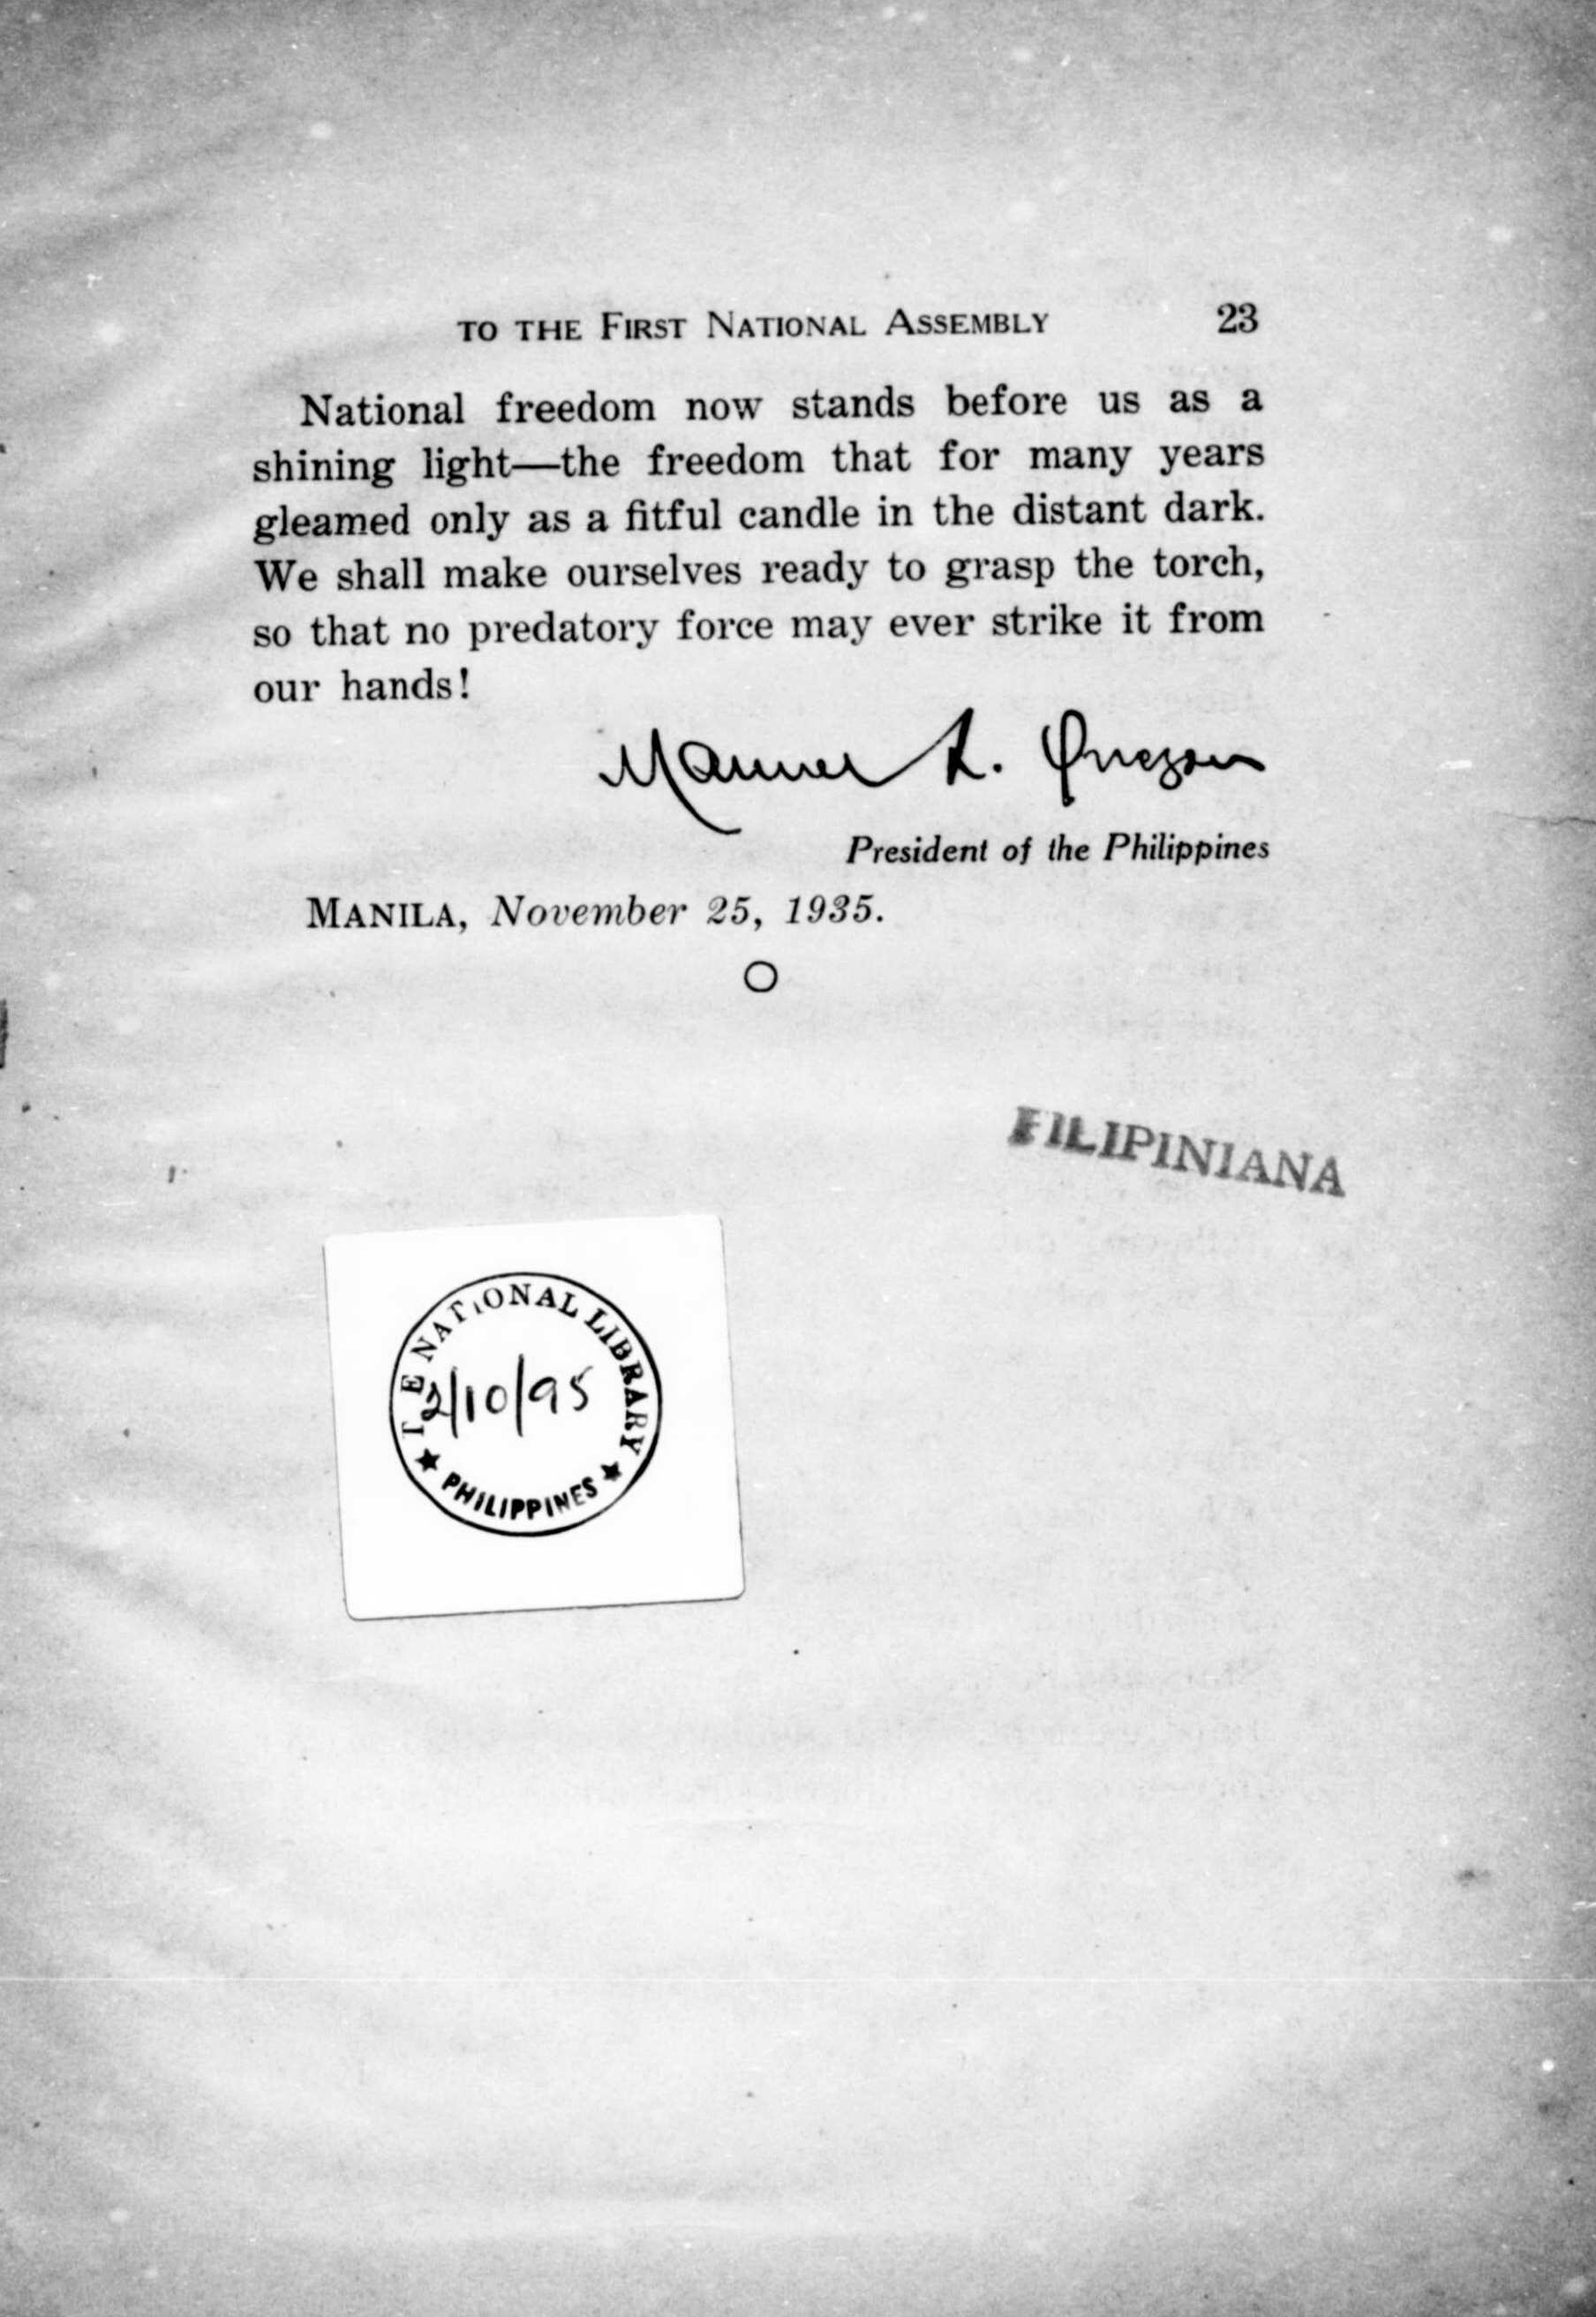 TO THE FIRST NATIONAL ASSEMBLY 23
National freedom now stands before us as a
shining light—the freedom that for many years
gleamed only as a fitful candle in the distant dark.
We shall make ourselves ready to grasp the torch,
so that no predatory force may ever strike it from
our hands!
Manuel L. Quezon
President of the Philippines
MANILA, November 25, 1935.
FILIPINIANA
THE NATIONAL LIBRARY
2/10/95
★ PHILIPPINES ★